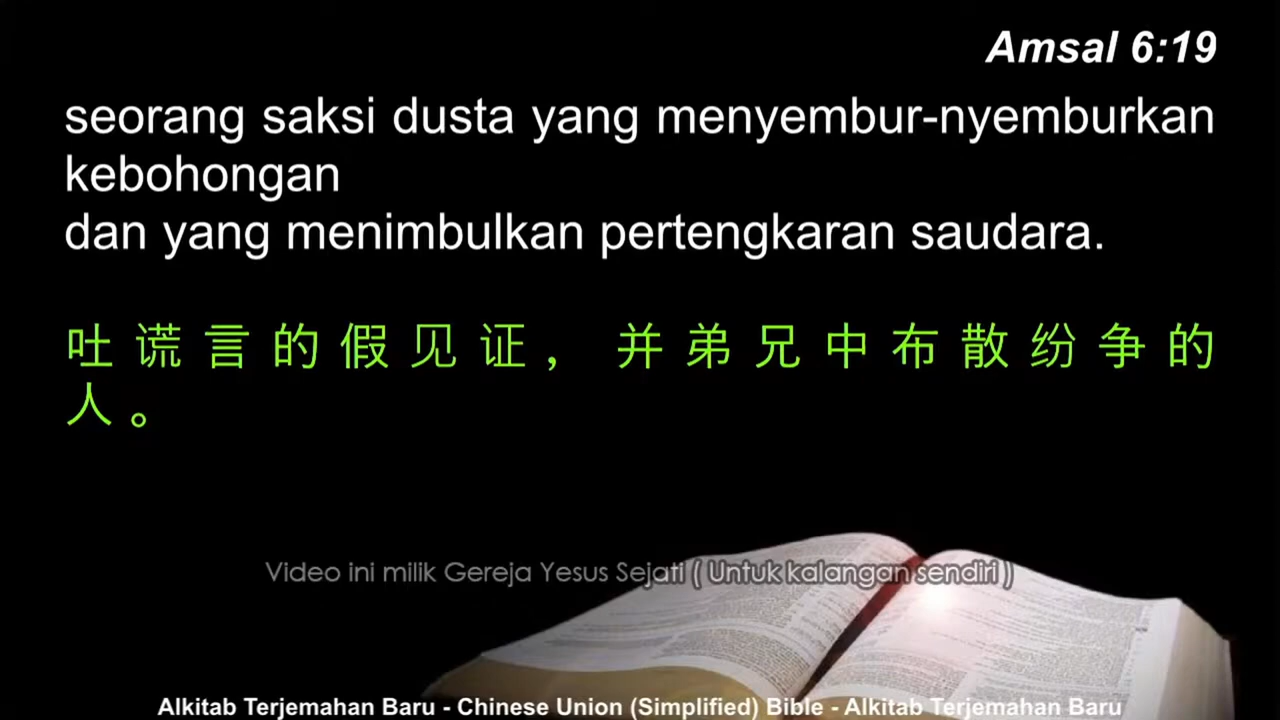 Amsal 6:19
seorang saksi dusta yang menyembur-nyemburkan
kebohongan
dan yang menimbulkan pertengkaran saudara.
吐谎言的假见证，并弟兄中布散纷争的
人。
Video ini milik Gereja Yesus Sejati ( Untuk kalangan sendiri )
Alkitab Terjemahan Baru - Chinese Union (Simplified) Bible - Alkitab Terjemahan Baru